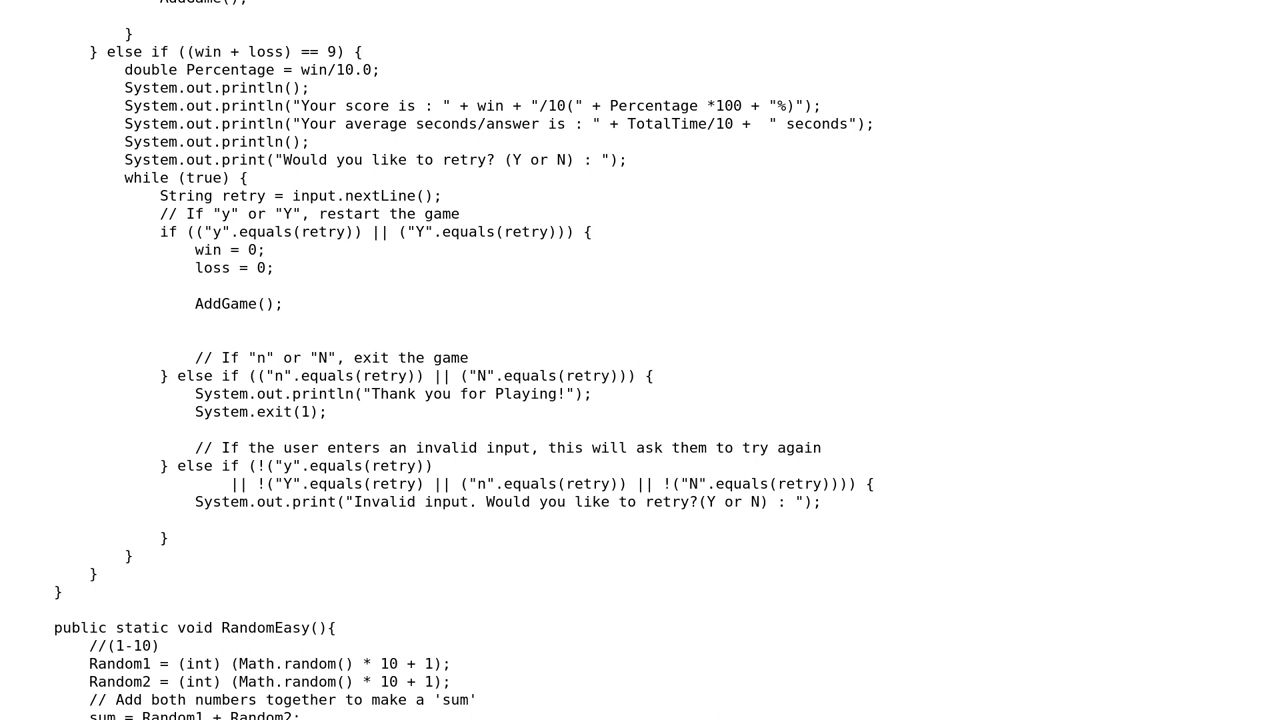 AddGame();
}
} else if ((win + loss) == 9) {
double Percentage = win/10.0;
System.out.println();
System.out.println("Your score is : " + win + "/10(" + Percentage *100 + "%)");
System.out.println("Your average seconds/answer is : " + TotalTime/10 +  " seconds");
System.out.println();
System.out.print("Would you like to retry? (Y or N) : ");
while (true) {
String retry = input.nextLine();
// If "y" or "Y", restart the game
if (("y".equals(retry)) || ("Y".equals(retry))) {
win = 0;
loss = 0;
AddGame();
// If "n" or "N", exit the game
} else if (("n".equals(retry)) || ("N".equals(retry))) {
System.out.println("Thank you for Playing!");
System.exit(1);
// If the user enters an invalid input, this will ask them to try again
} else if (!("y".equals(retry))
|| !("Y".equals(retry) || ("n".equals(retry)) || !("N".equals(retry)))) {
System.out.print("Invalid input. Would you like to retry?(Y or N) : ");
}
}
}
}
public static void RandomEasy(){
//(1-10)
Random1 = (int) (Math.random() * 10 + 1);
Random2 = (int) (Math.random() * 10 + 1);
// Add both numbers together to make a 'sum'
sum = Random1 + Random2;